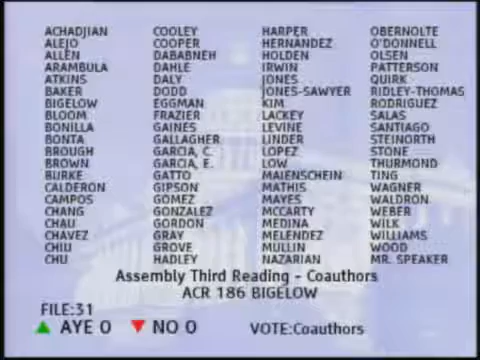 ACHADJIAN COOLEY HARPER OBERNOLTE
ALEJO COOPER HERNÁNDEZ O'DONNELL
ALLEN DABABNEH HOLDEN OLSEN
ARAMBULA DAHLE IRWIN PATTERSON
ATKINS DALY JONES QUIRK
BAKER DODD JONES-SAWYER RIDLEY-THOMAS
BIGELOW EGGMAN KIM RODRIGUEZ
BLOOM FRAZIER LACKEY SALAS
BONILLA GAINES LEVINE SANTIAGO
BONTA GALLAGHER LINDER STEINORTH
BROUGH GARCIA, C. LOPEZ STONE
BROWN GARCIA, E. LOW THURMOND
BURKE GATTO MAIENSCHEIN TING
CALDERON GIPSON MATHIS WAGNER
CAMPOS GOMEZ MAYES WALDRON
CHANG GONZALEZ MCCARTY WEBER
CHAU GORDON MEDINA WILK
CHAVEZ GRAY MELENDEZ WILLIAMS
CHIU GROVE MULLIN WOOD
CHU HADLEY NAZARIAN MR. SPEAKER
Assembly Third Reading - Coauthors
ACR 186 BIGELOW
FILE:31
AYE 0 NO 0 VOTE:Coauthors